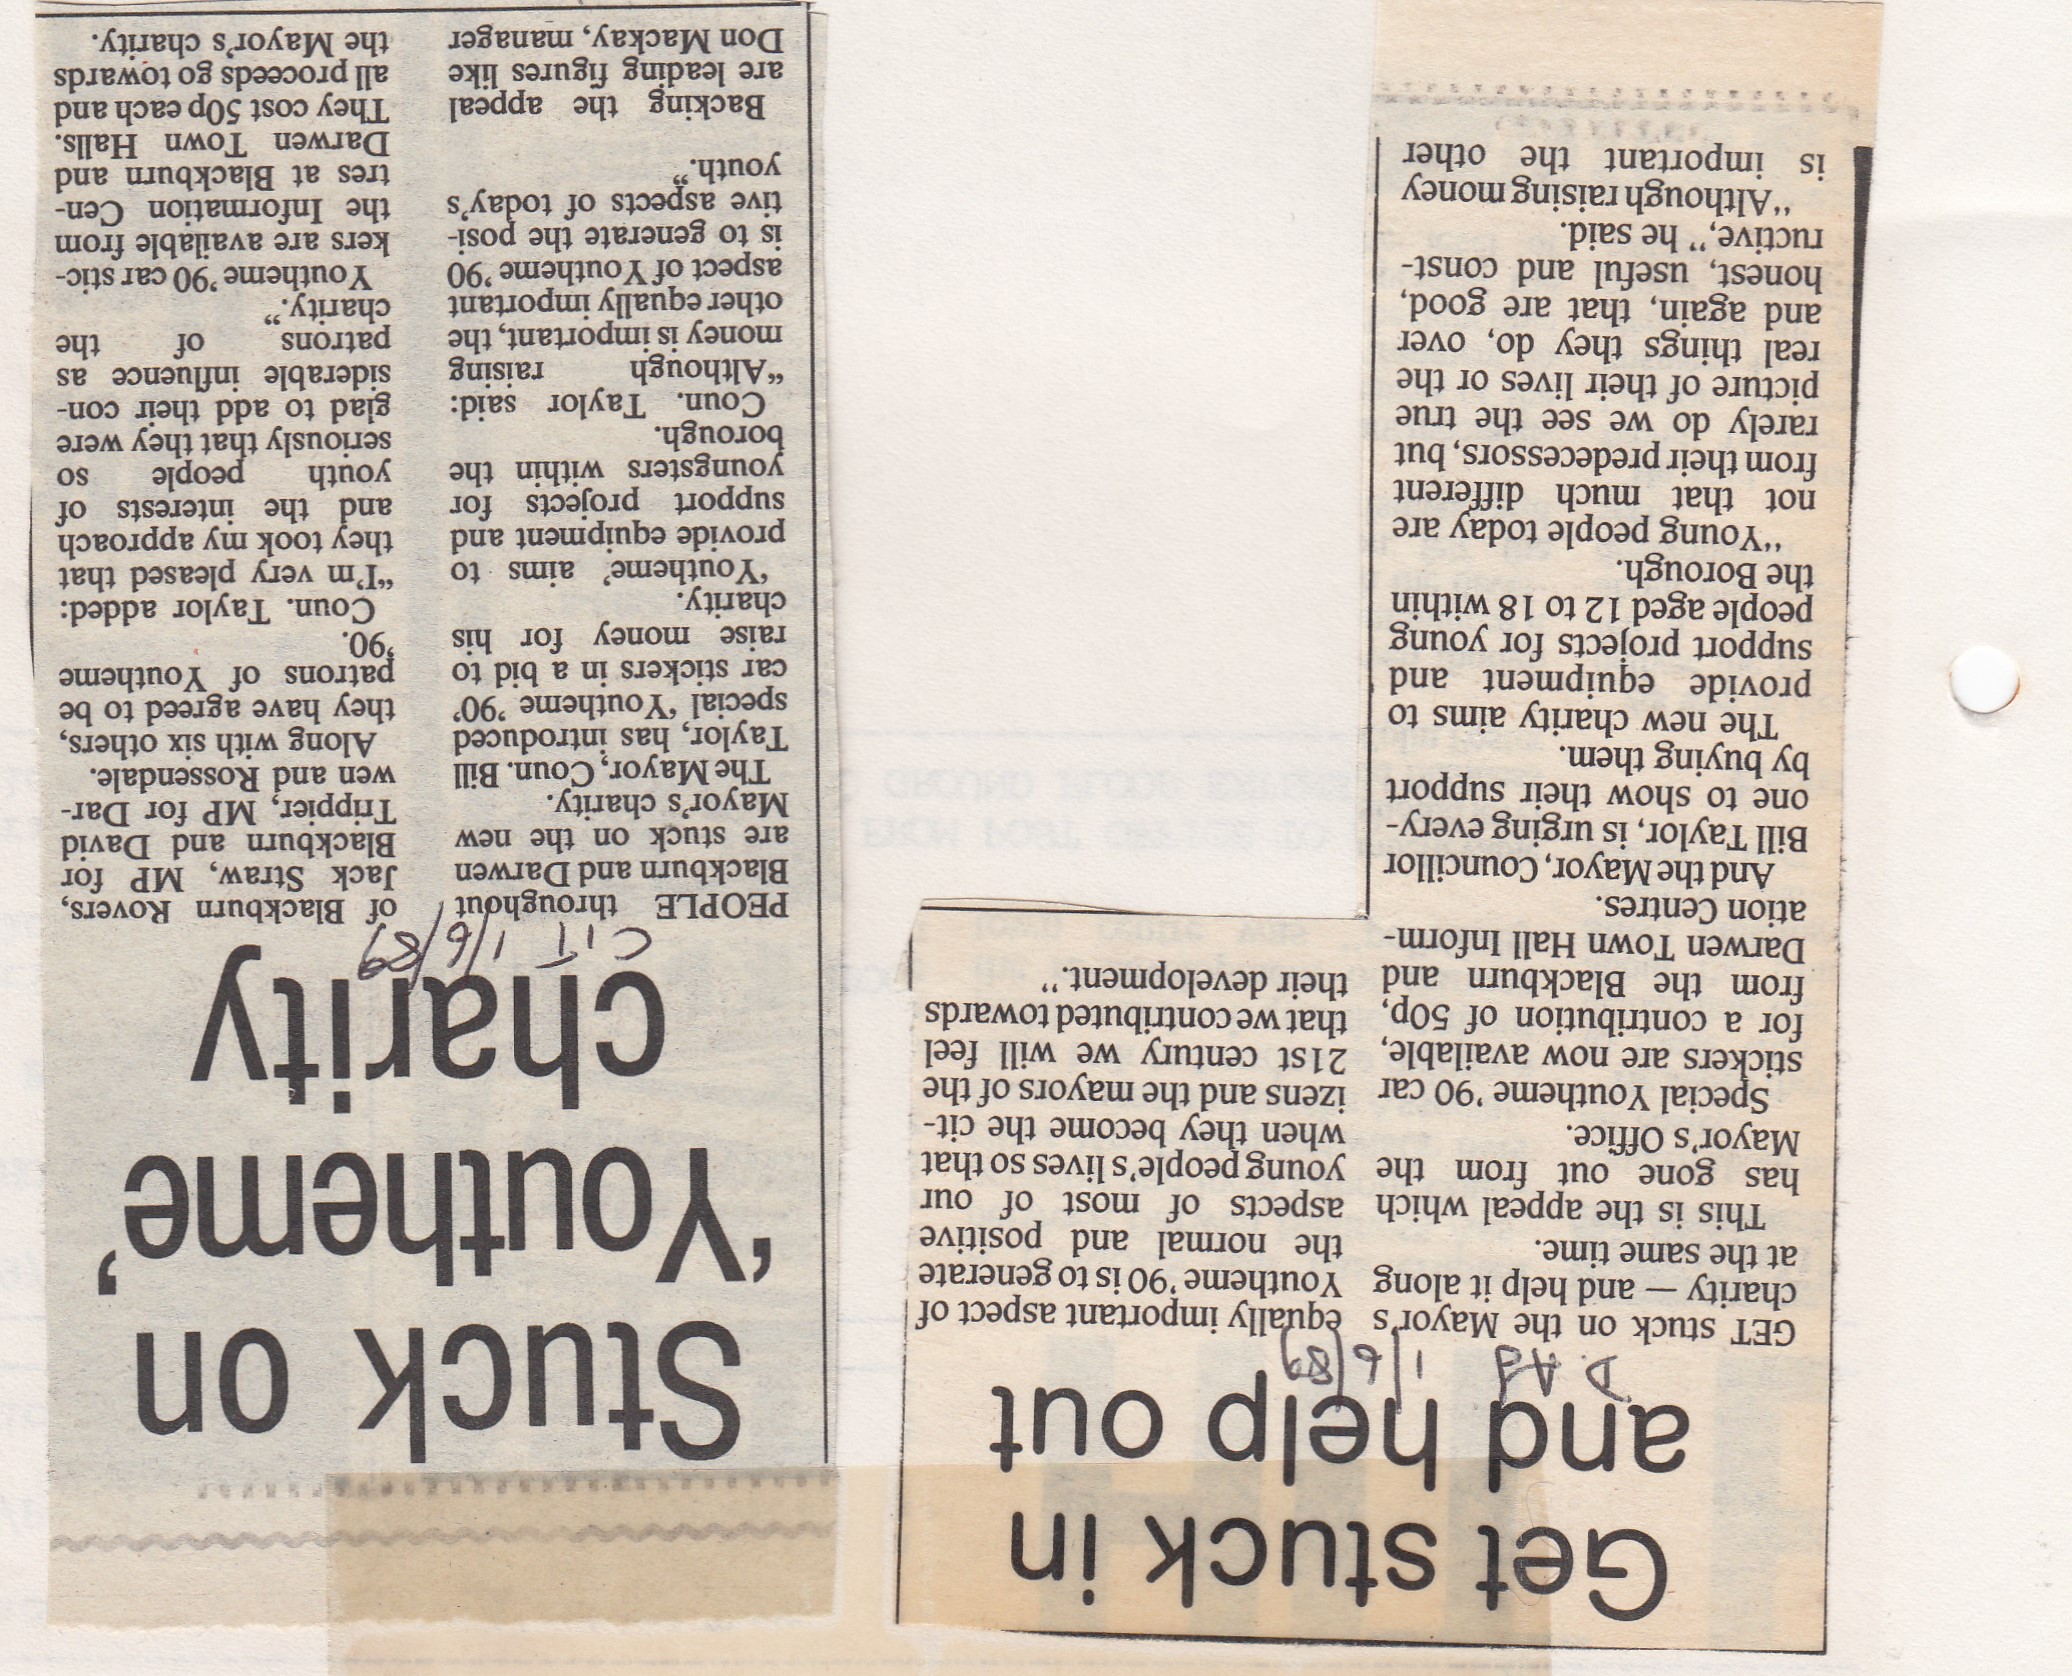 Get stuck in
and help out
D. Ad 1/6/89
GET stuck on the Mayor's
charity — and help it along
at the same time.
This is the appeal which
has gone out from the
Mayor's Office.
Special Youtheme '90 car
stickers are now available,
for a contribution of 50p,
from the Blackburn and
Darwen Town Hall Inform-
ation Centres.
And the Mayor, Councillor
Bill Taylor, is urging every-
one to show their support
by buying them.
The new charity aims to
provide equipment and
support projects for young
people aged 12 to 18 within
the Borough.
"Young people today are
not that much different
from their predecessors, but
rarely do we see the true
picture of their lives or the
real things they do, over
and again, that are good,
honest, useful and const-
ructive," he said.
"Although raising money
is important the other
equally important aspect of
Youtheme '90 is to generate
the normal and positive
aspects of most of our
young people's lives so that
when they become the cit-
izens and the mayors of the
21st century we will feel
that we contributed towards
their development."
Stuck on
'Youtheme'
charity
CIT 1/6/89
PEOPLE throughout
Blackburn and Darwen
are stuck on the new
Mayor's charity.
The Mayor, Coun. Bill
Taylor, has introduced
special 'Youtheme '90'
car stickers in a bid to
raise money for his
charity.
'Youtheme' aims to
provide equipment and
support projects for
youngsters within the
borough.
Coun. Taylor said:
"Although raising
money is important, the
other equally important
aspect of Youtheme '90
is to generate the posi-
tive aspects of today's
youth."
Backing the appeal
are leading figures like
Don Mackay, manager
of Blackburn Rovers,
Jack Straw, MP for
Blackburn and David
Trippier, MP for Dar-
wen and Rossendale.
Along with six others,
they have agreed to be
patrons of Youtheme
'90.
Coun. Taylor added:
"I'm very pleased that
they took my approach
and the interests of
youth people so
seriously that they were
glad to add their con-
siderable influence as
patrons of the
charity."
Youtheme '90 car stic-
kers are available from
the Information Cen-
tres at Blackburn and
Darwen Town Halls.
They cost 50p each and
all proceeds go towards
the Mayor's charity.